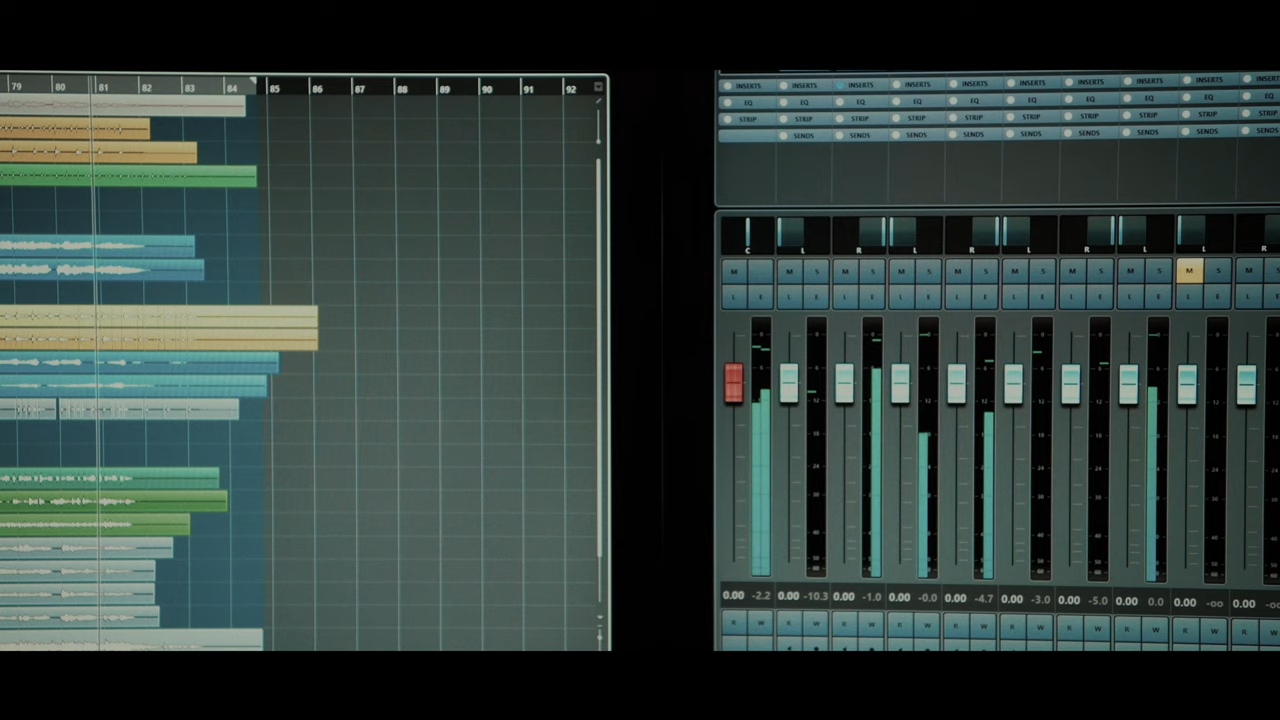 79 80 81 82 83 84 85 86 87 88 89 90 91 92
INSERTS INSERTS INSERTS INSERTS INSERTS INSERTS INSERTS INSERTS INSERTS INSERTS
EQ EQ EQ EQ EQ EQ EQ EQ EQ EQ
STRIP STRIP STRIP STRIP STRIP STRIP STRIP STRIP STRIP STRIP
SENDS SENDS SENDS SENDS SENDS SENDS SENDS SENDS SENDS
C L R L R L R L L R
M M S M S M S M S M S M S M S M S M S
L E L E L E L E L E L E L E L E L E L E
0.00 -2.2 0.00 -10.3 0.00 -1.0 0.00 -0.0 0.00 -4.7 0.00 -3.0 0.00 -5.0 0.00 0.0 0.00 -oo 0.00 -oo
R W R W R W R W R W R W R W R W R W R W